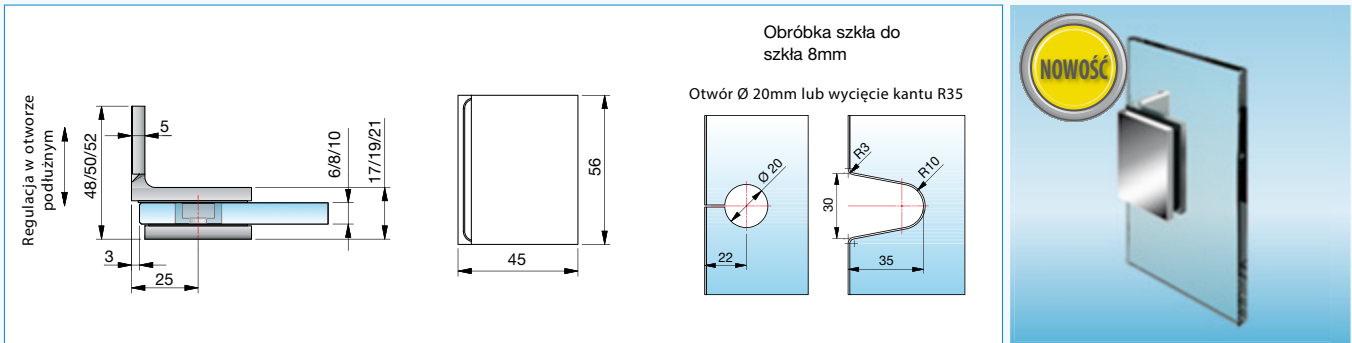 Regulacja w otworze
podłużnym
48/50/52
5
6/8/10
17/19/21
3
25
56
45
Obróbka szkła do
szkła 8mm
Otwór Ø 20mm lub wycięcie kantu R35
Ø 20
22
R3
R10
30
35
NOWOŚĆ